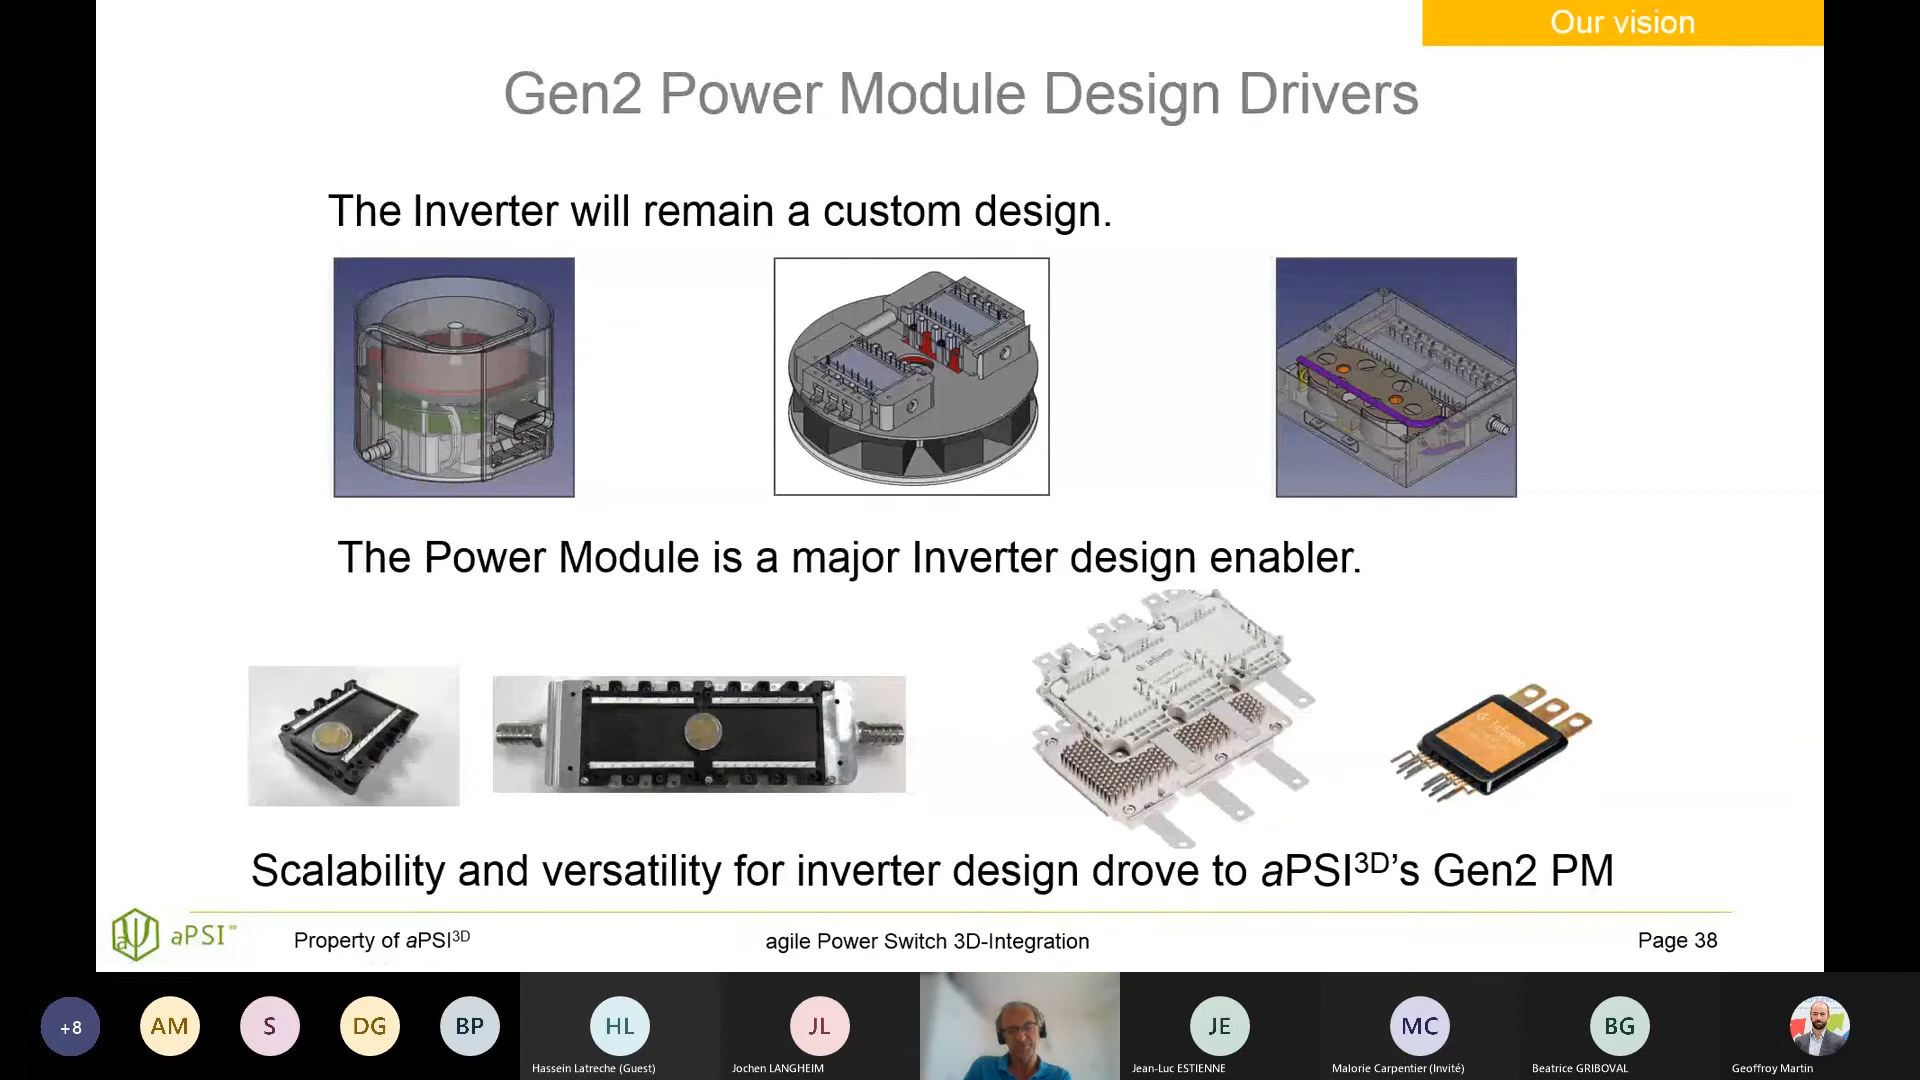 Our vision
Gen2 Power Module Design Drivers
The Inverter will remain a custom design.
The Power Module is a major Inverter design enabler.
Infineon
Infineon
Scalability and versatility for inverter design drove to aPSI3D's Gen2 PM
aPSI3D
Property of aPSI3D
agile Power Switch 3D-Integration
Page 38
+8
AM
S
DG
BP
HL
Hassein Latreche (Guest)
JL
Jochen LANGHEIM
JE
Jean-Luc ESTIENNE
MC
Malorie Carpentier (Invité)
BG
Beatrice GRIBOVAL
Geoffroy Martin